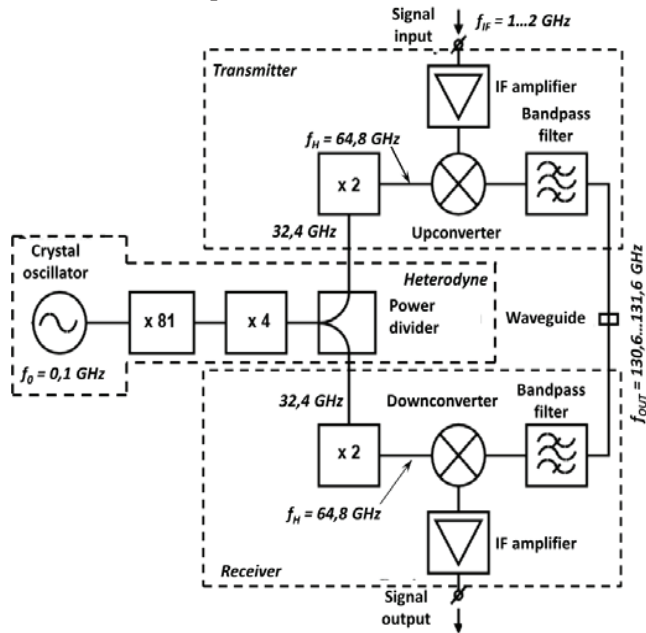 Signal
input
f_IF = 1...2 GHz
Transmitter
IF amplifier
Bandpass
filter
f_H = 64,8 GHz
x 2
Upconverter
32,4 GHz
Crystal
oscillator
Heterodyne
x 81
x 4
Power
divider
Waveguide
f_OUT = 130,6...131,6 GHz
f_0 = 0,1 GHz
32,4 GHz
Downconverter
Bandpass
filter
x 2
f_H = 64,8 GHz
IF amplifier
Receiver
Signal
output